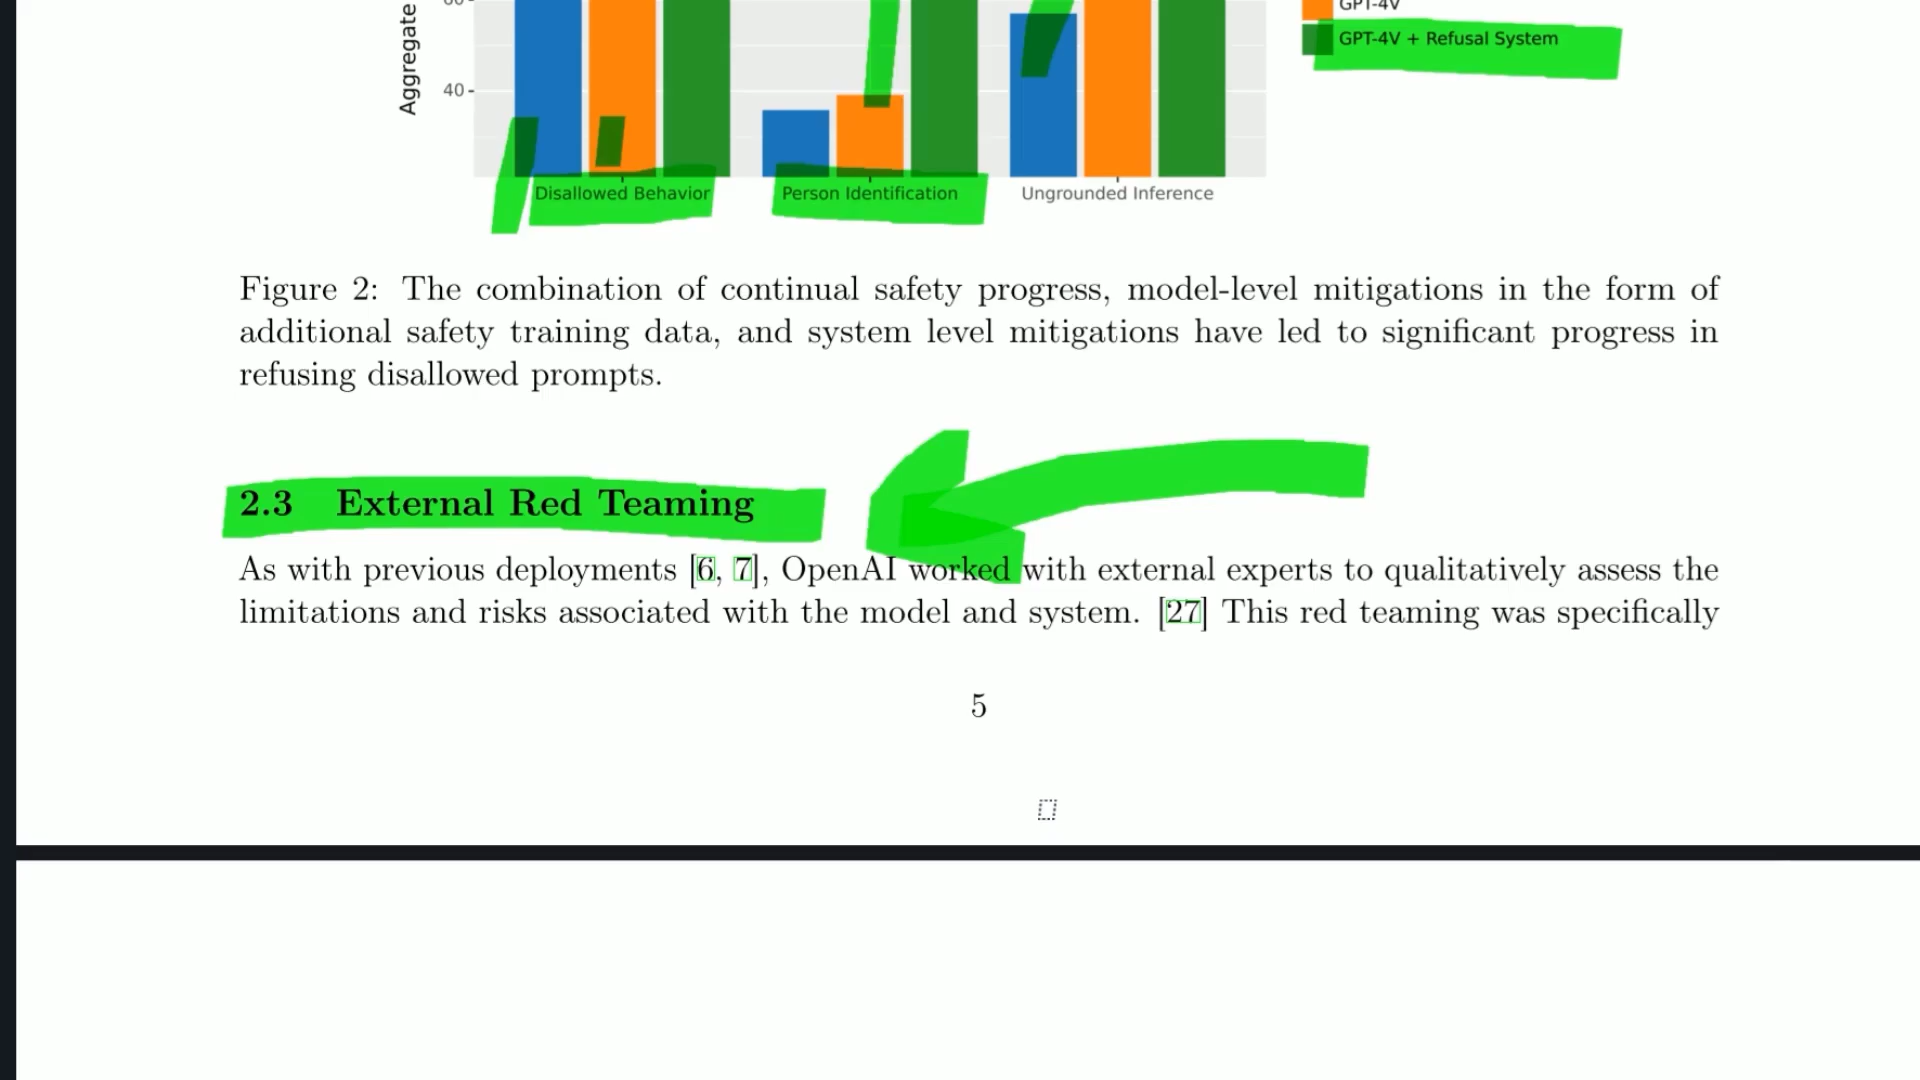 Aggregate
60
40
GPT-4V
GPT-4V + Refusal System
Disallowed Behavior
Person Identification
Ungrounded Inference
Figure 2: The combination of continual safety progress, model-level mitigations in the form of
additional safety training data, and system level mitigations have led to significant progress in
refusing disallowed prompts.
2.3 External Red Teaming
As with previous deployments [6, 7], OpenAI worked with external experts to qualitatively assess the
limitations and risks associated with the model and system. [27] This red teaming was specifically
5